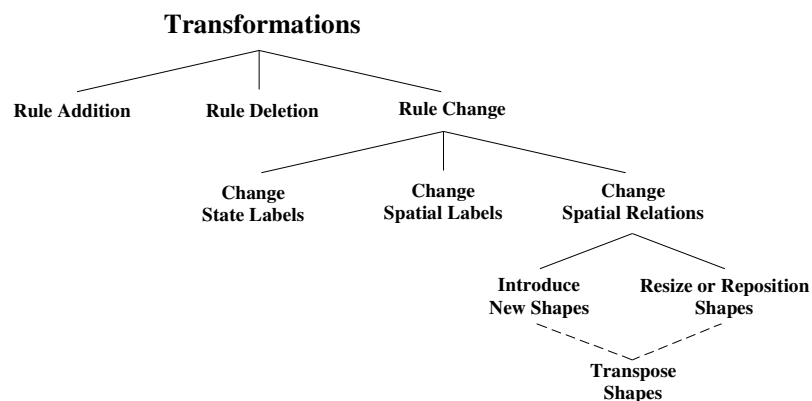 Transformations
Rule Addition
Rule Deletion
Rule Change
Change
State Labels
Change
Spatial Labels
Change
Spatial Relations
Introduce
New Shapes
Resize or Reposition
Shapes
Transpose
Shapes